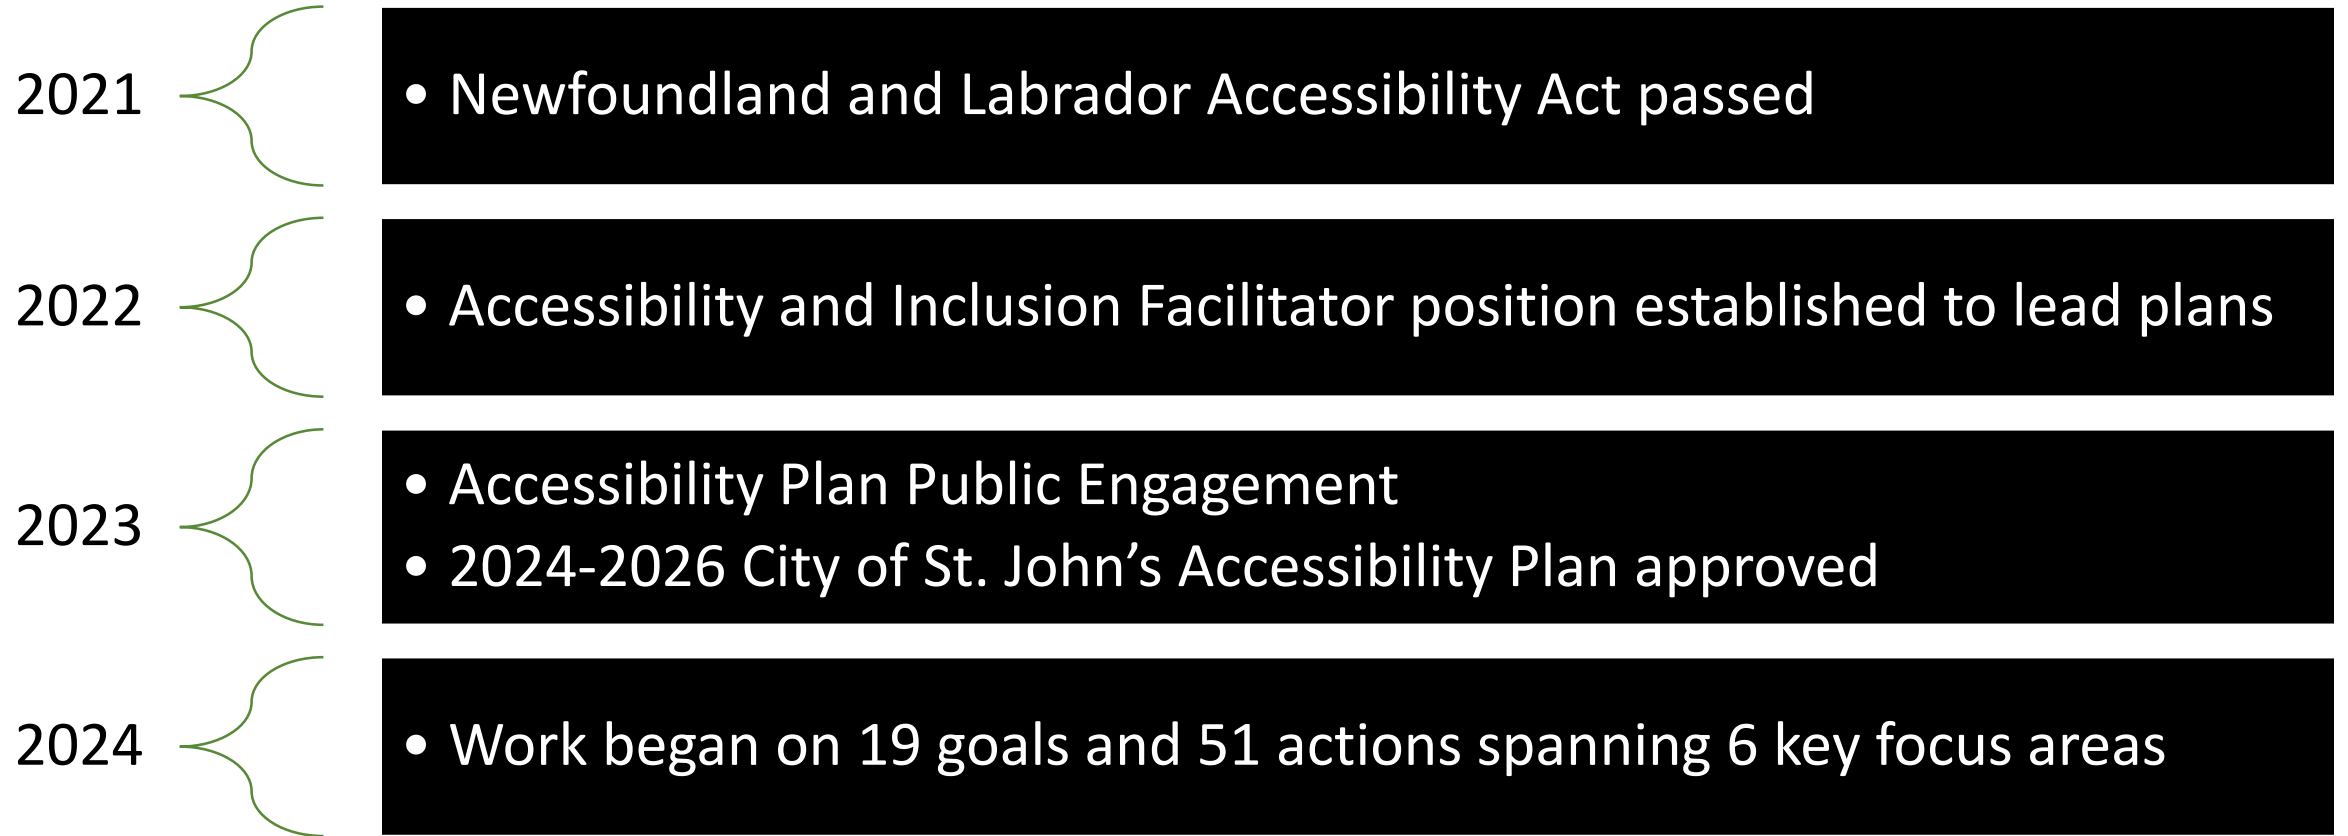 2021
• Newfoundland and Labrador Accessibility Act passed
2022
• Accessibility and Inclusion Facilitator position established to lead plans
2023
• Accessibility Plan Public Engagement
• 2024-2026 City of St. John’s Accessibility Plan approved
2024
• Work began on 19 goals and 51 actions spanning 6 key focus areas